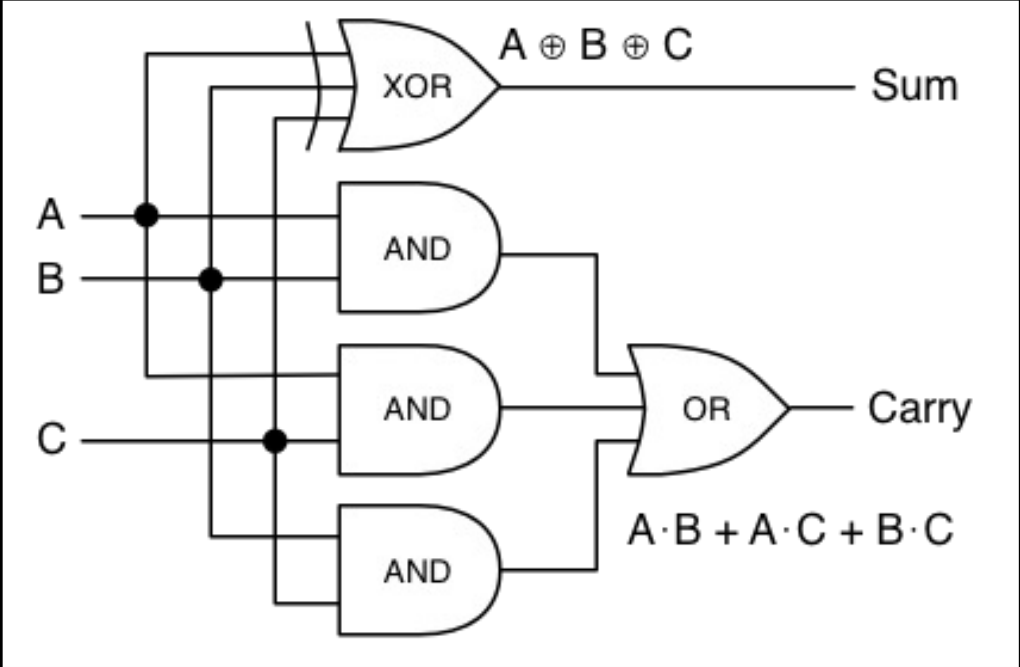 A ⊕ B ⊕ C
XOR
Sum
A
AND
B
AND
OR
Carry
C
A·B + A·C + B·C
AND